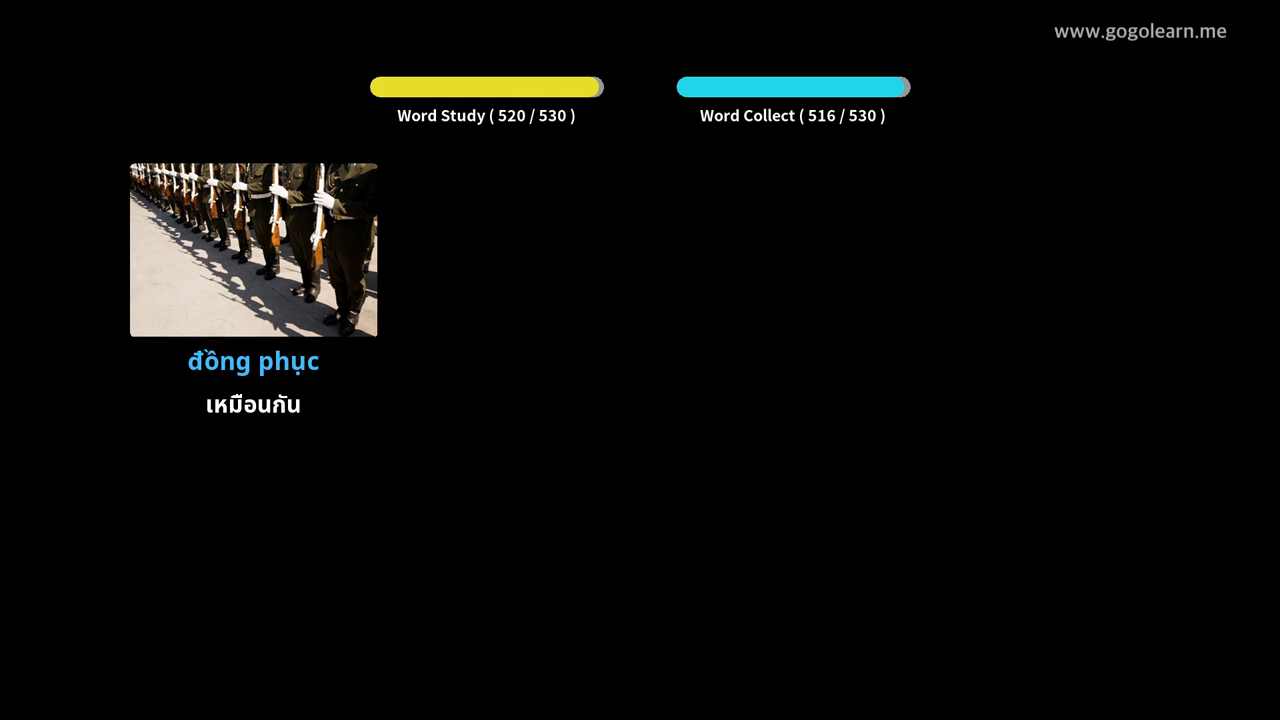 www.gogolearn.me
Word Study ( 520 / 530 )
Word Collect ( 516 / 530 )
đồng phục
เหมือนกัน